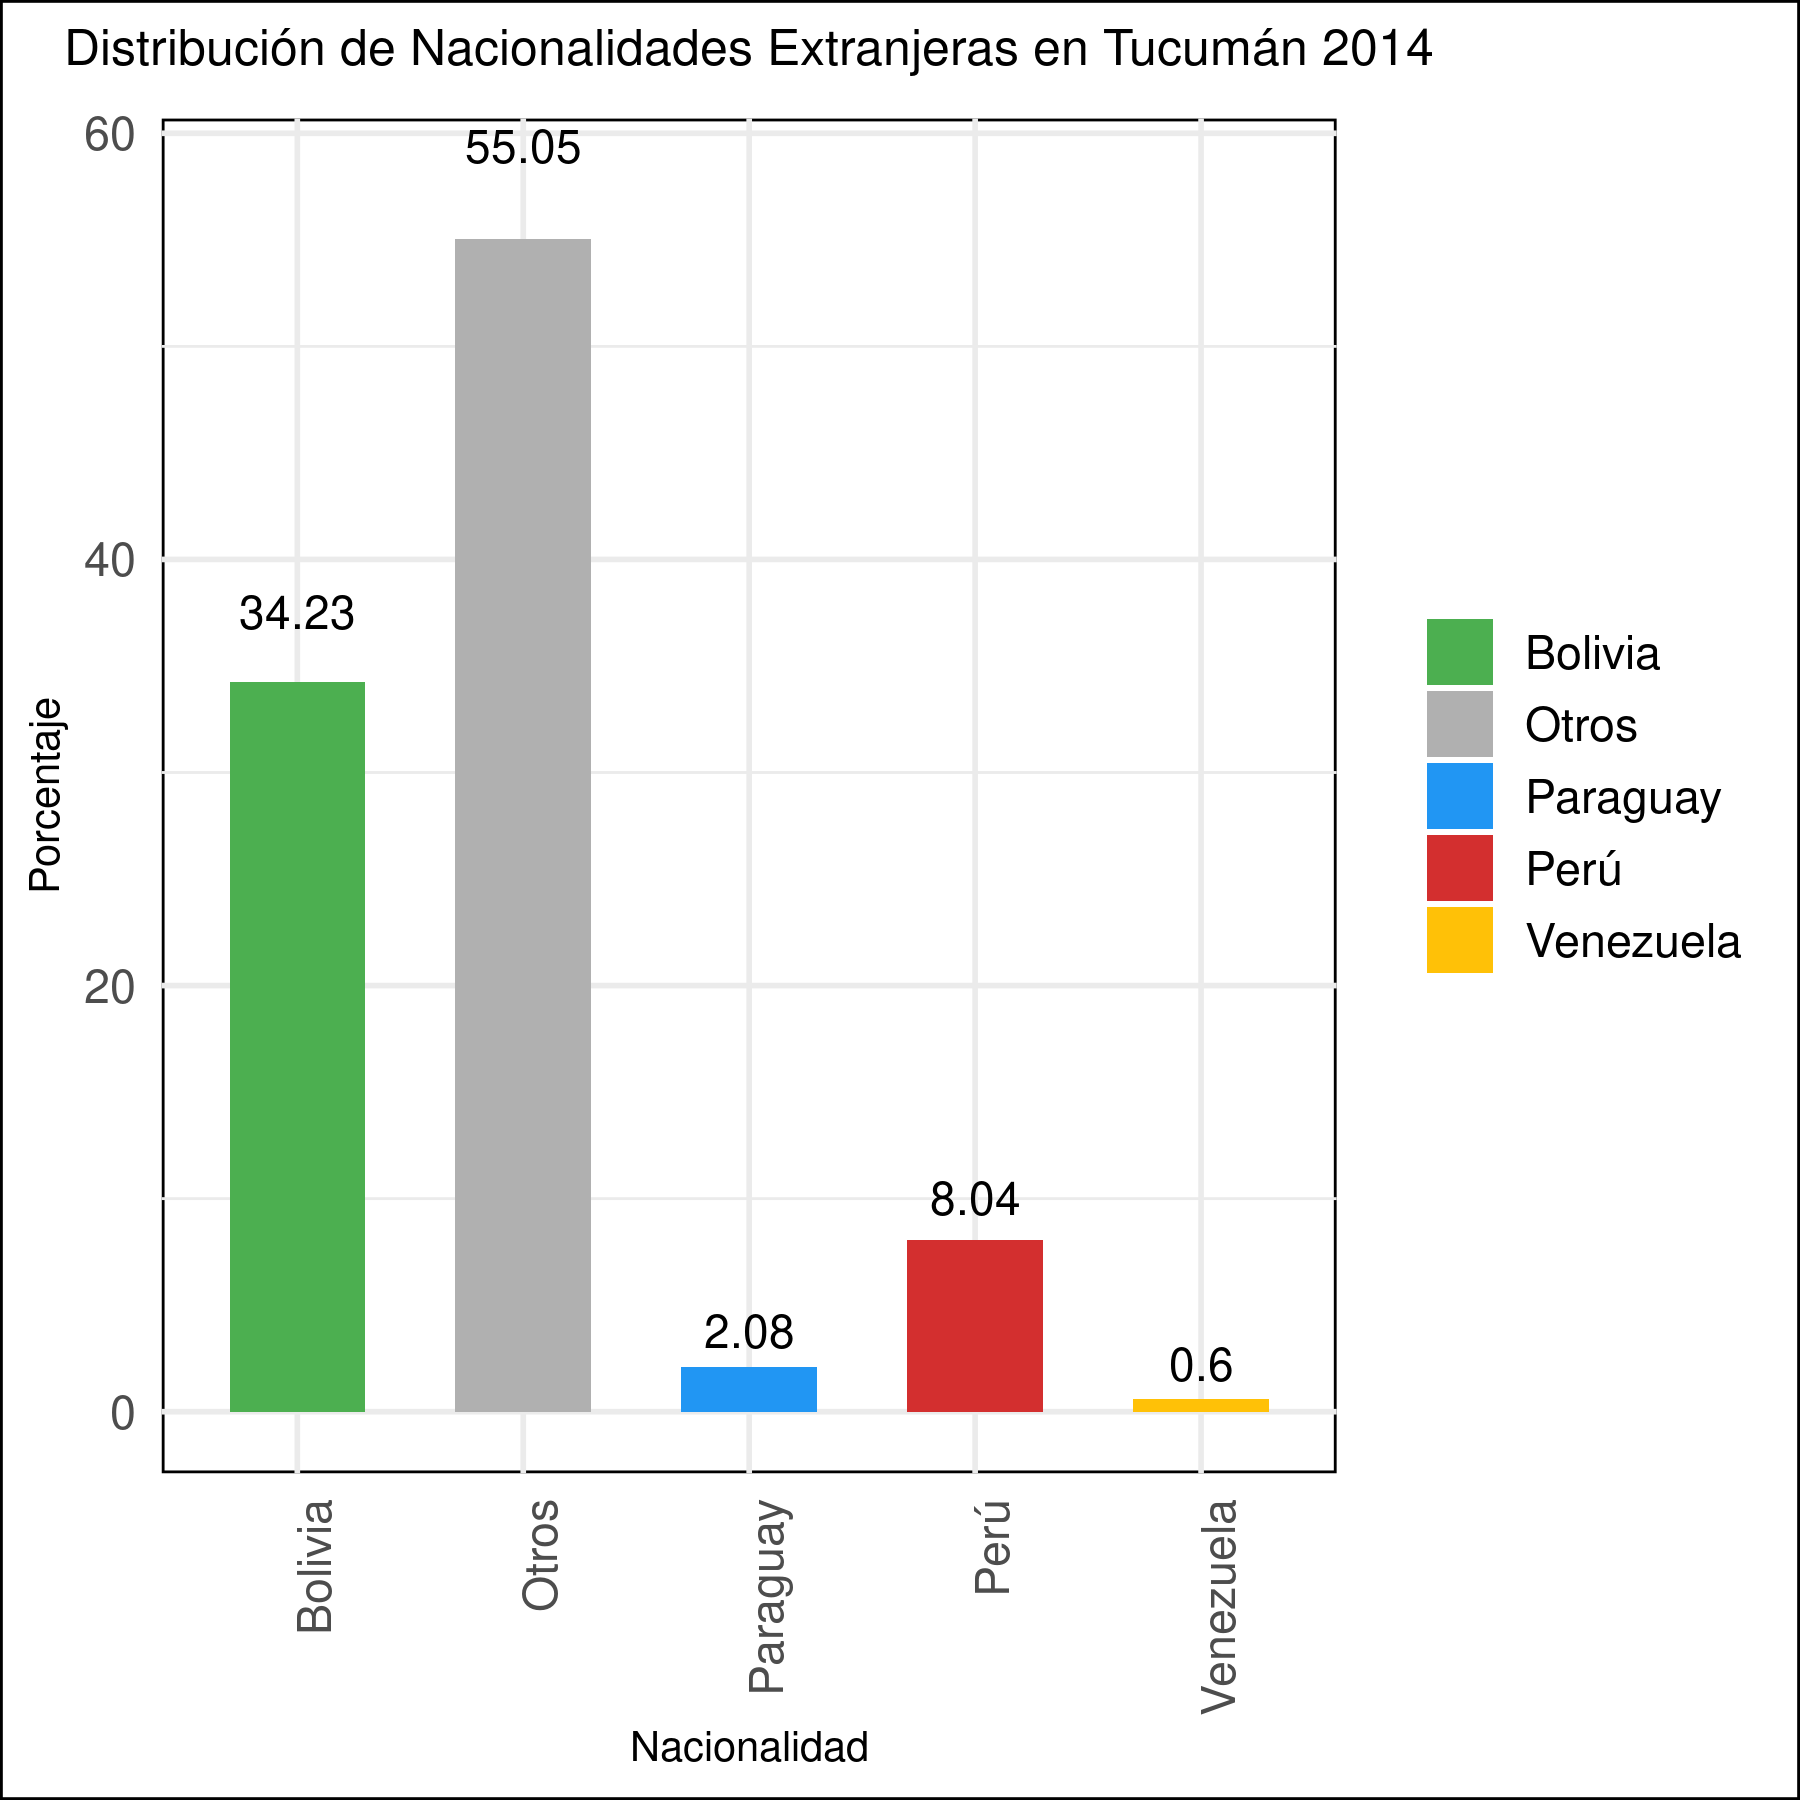 Distribución de Nacionalidades Extranjeras en Tucumán 2014
60
40
20
0
Porcentaje
34.23
55.05
2.08
8.04
0.6
Bolivia
Otros
Paraguay
Perú
Venezuela
Nacionalidad
Bolivia
Otros
Paraguay
Perú
Venezuela